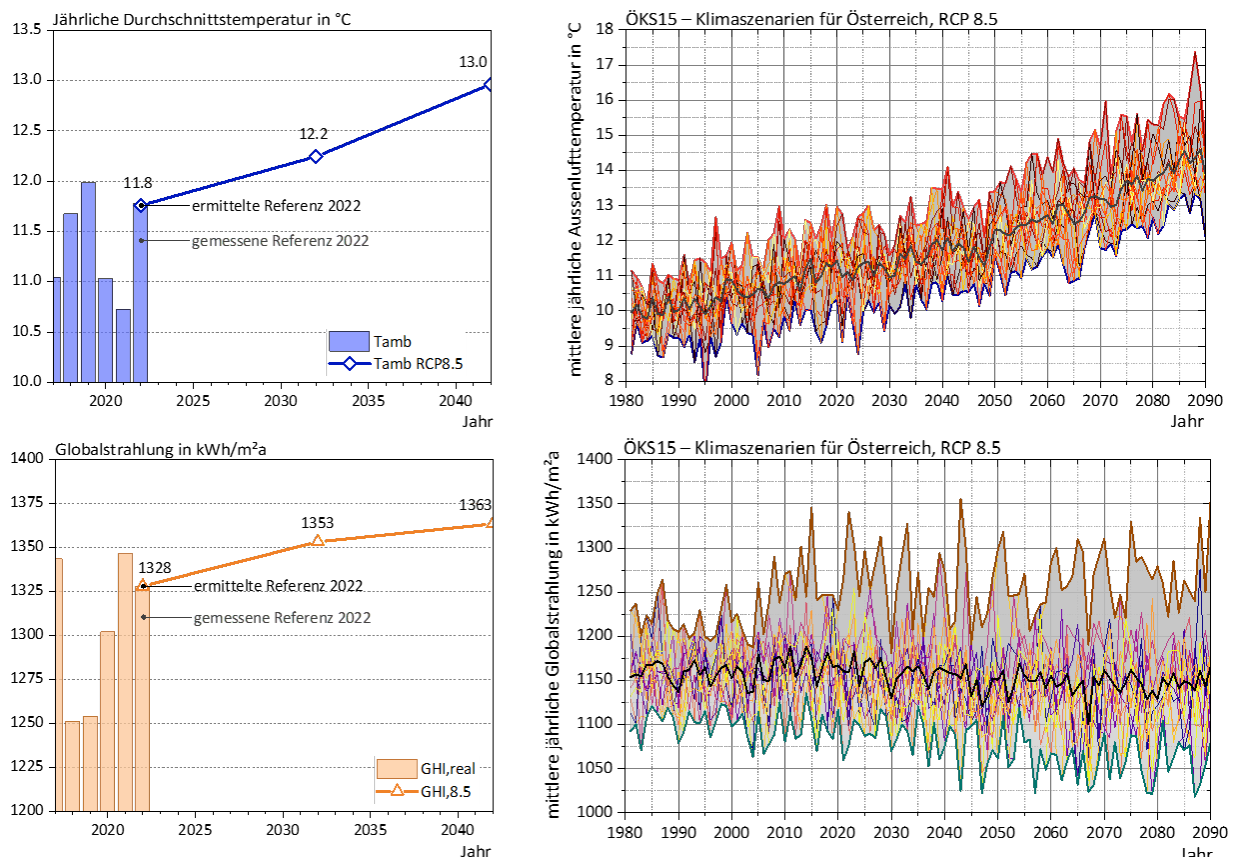 Jährliche Durchschnittstemperatur in °C
13.5
13.0
12.5
12.0
11.5
11.0
10.5
10.0
11.8
12.2
13.0
ermittelte Referenz 2022
gemessene Referenz 2022
Tamb
Tamb RCP8.5
2020 2025 2030 2035 2040
Jahr
ÖKS15 – Klimaszenarien für Österreich, RCP 8.5
mittlere jährliche Aussenlufttemperatur in °C
18
17
16
15
14
13
12
11
10
9
8
1980 1990 2000 2010 2020 2030 2040 2050 2060 2070 2080 2090
Jahr
Globalstrahlung in kWh/m²a
1400
1375
1350
1325
1300
1275
1250
1225
1200
1328
1353
1363
ermittelte Referenz 2022
gemessene Referenz 2022
GHI,real
GHI,8.5
2020 2025 2030 2035 2040
Jahr
ÖKS15 – Klimaszenarien für Österreich, RCP 8.5
mittlere jährliche Globalstrahlung in kWh/m²a
1400
1350
1300
1250
1200
1150
1100
1050
1000
1980 1990 2000 2010 2020 2030 2040 2050 2060 2070 2080 2090
Jahr